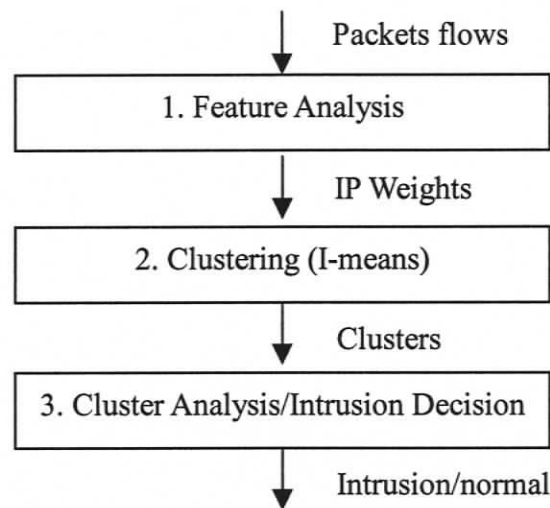 Packets flows
1. Feature Analysis
IP Weights
2. Clustering (I-means)
Clusters
3. Cluster Analysis/Intrusion Decision
Intrusion/normal